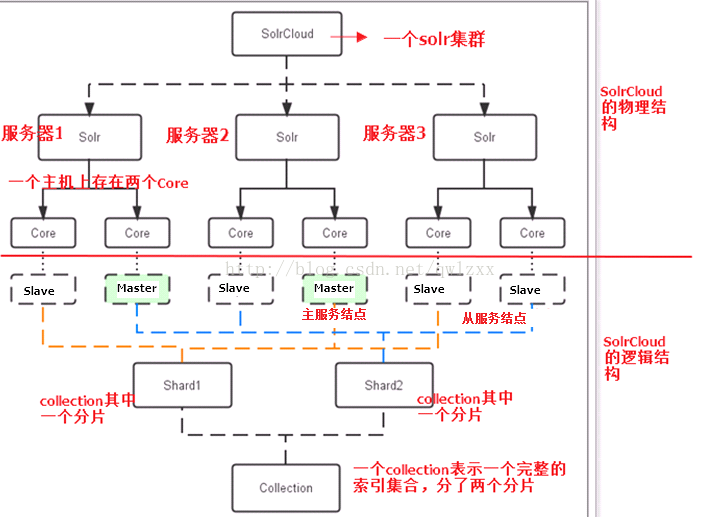 SolrCloud
一个solr集群
SolrCloud
的物理结
构
服务器1
Solr
服务器2
Solr
服务器3
Solr
一个主机上存在两个Core
Core
Core
Core
Core
Core
Core
http://blog.csdn.net/qwlzxx
Slave
Master
Slave
Master
Slave
Slave
主服务结点
从服务结点
SolrCloud
的逻辑结
构
Shard1
Shard2
collection其中
一个分片
collection其中
一个分片
Collection
一个collection表示一个完整的
索引集合，分了两个分片